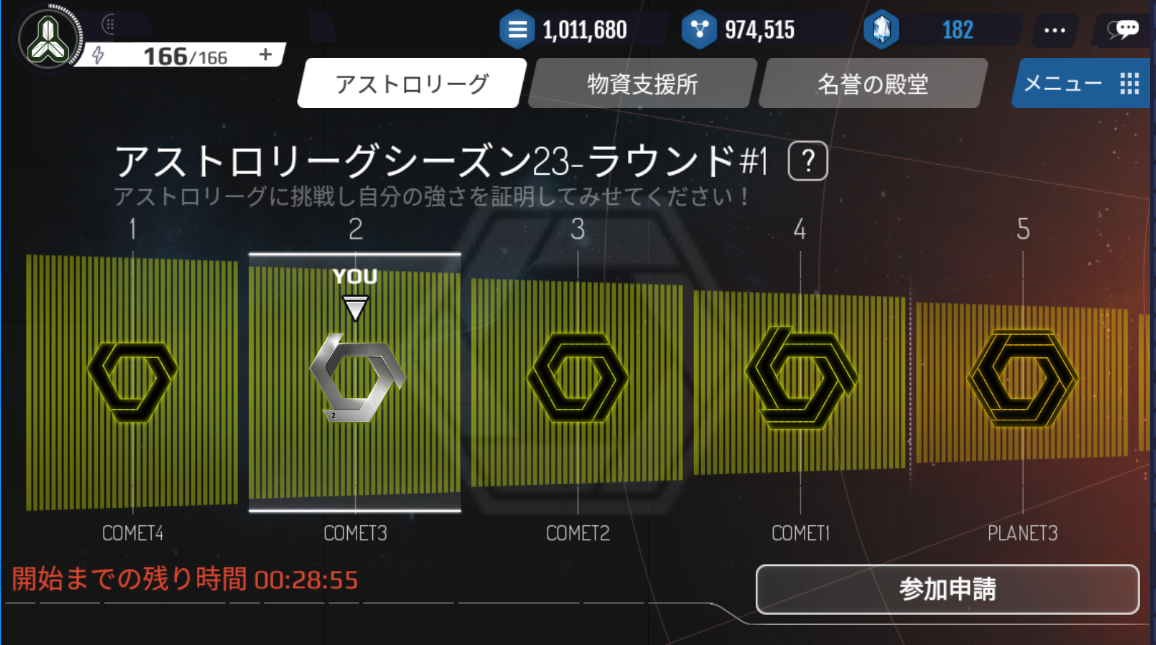 1,011,680
974,515
182
166/166 +
アストロリーグ
物資支援所
名誉の殿堂
メニュー
アストロリーグシーズン23-ラウンド#1 ?
アストロリーグに挑戦し自分の強さを証明してみせてください！
1
2
3
4
5
YOU
2
COMET4
COMET3
COMET2
COMET1
PLANET3
開始までの残り時間 00:28:55
参加申請